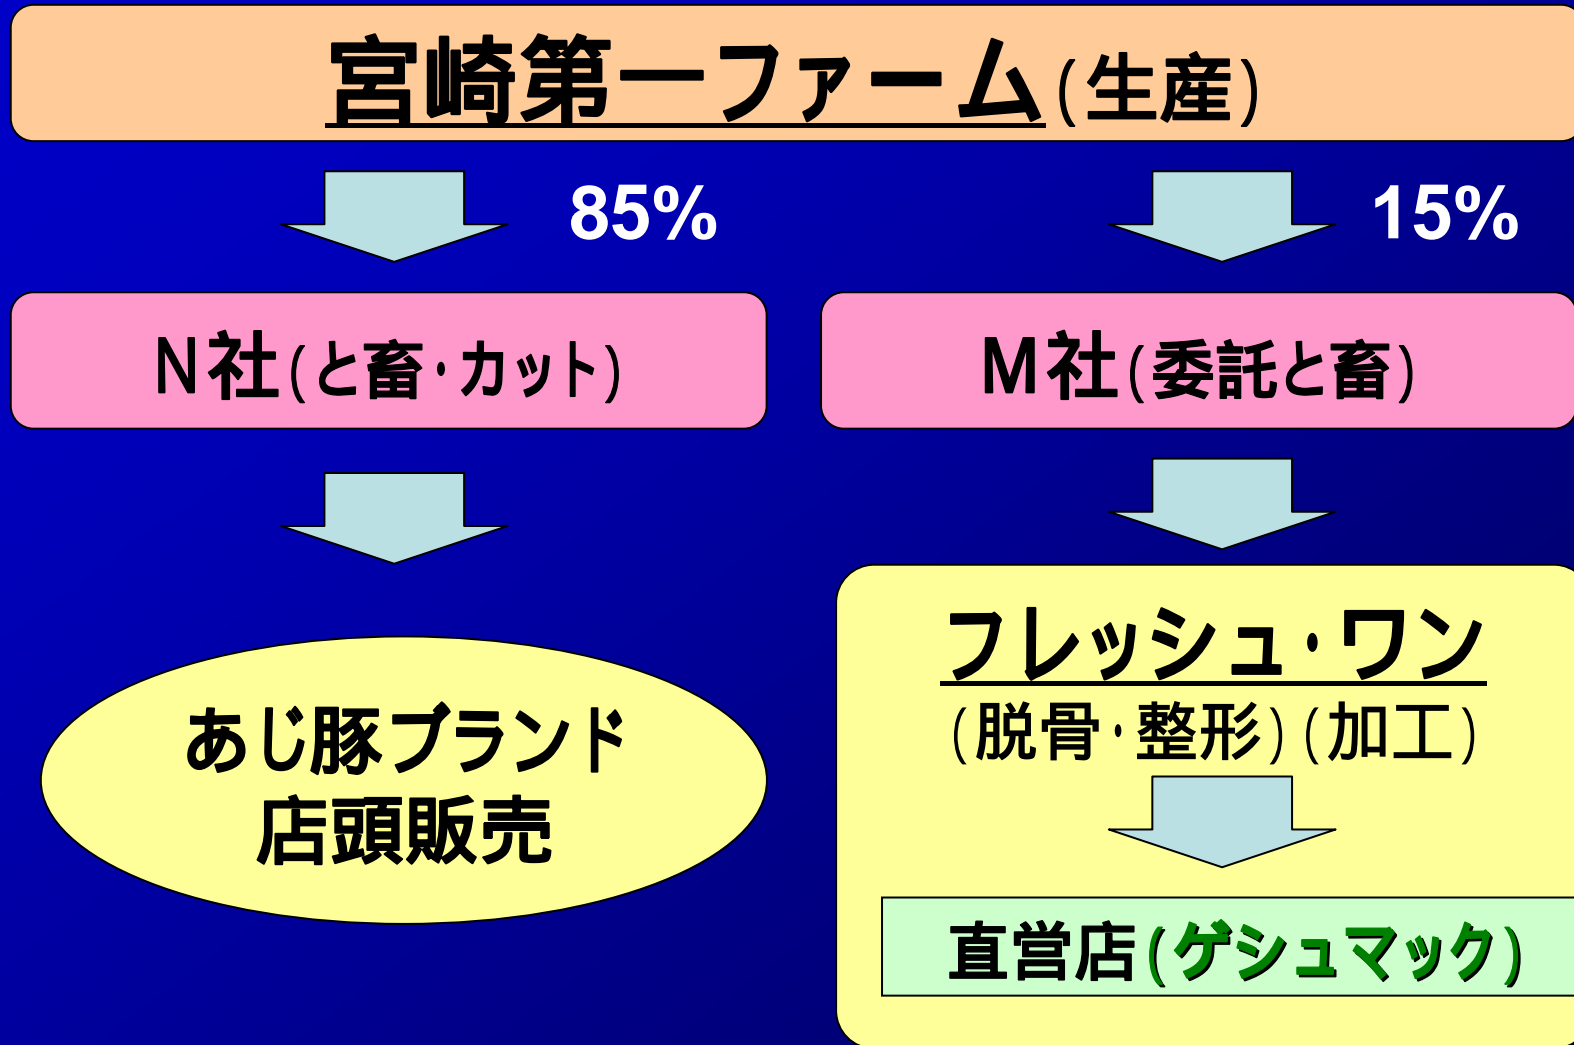 宮崎第一ファーム(生産)
85%
15%
N社(と畜・カット)
M社(委託と畜)
フレッシュ・ワン
(脱骨・整形)(加工)
あじ豚ブランド
店頭販売
直営店(ゲシュマック)